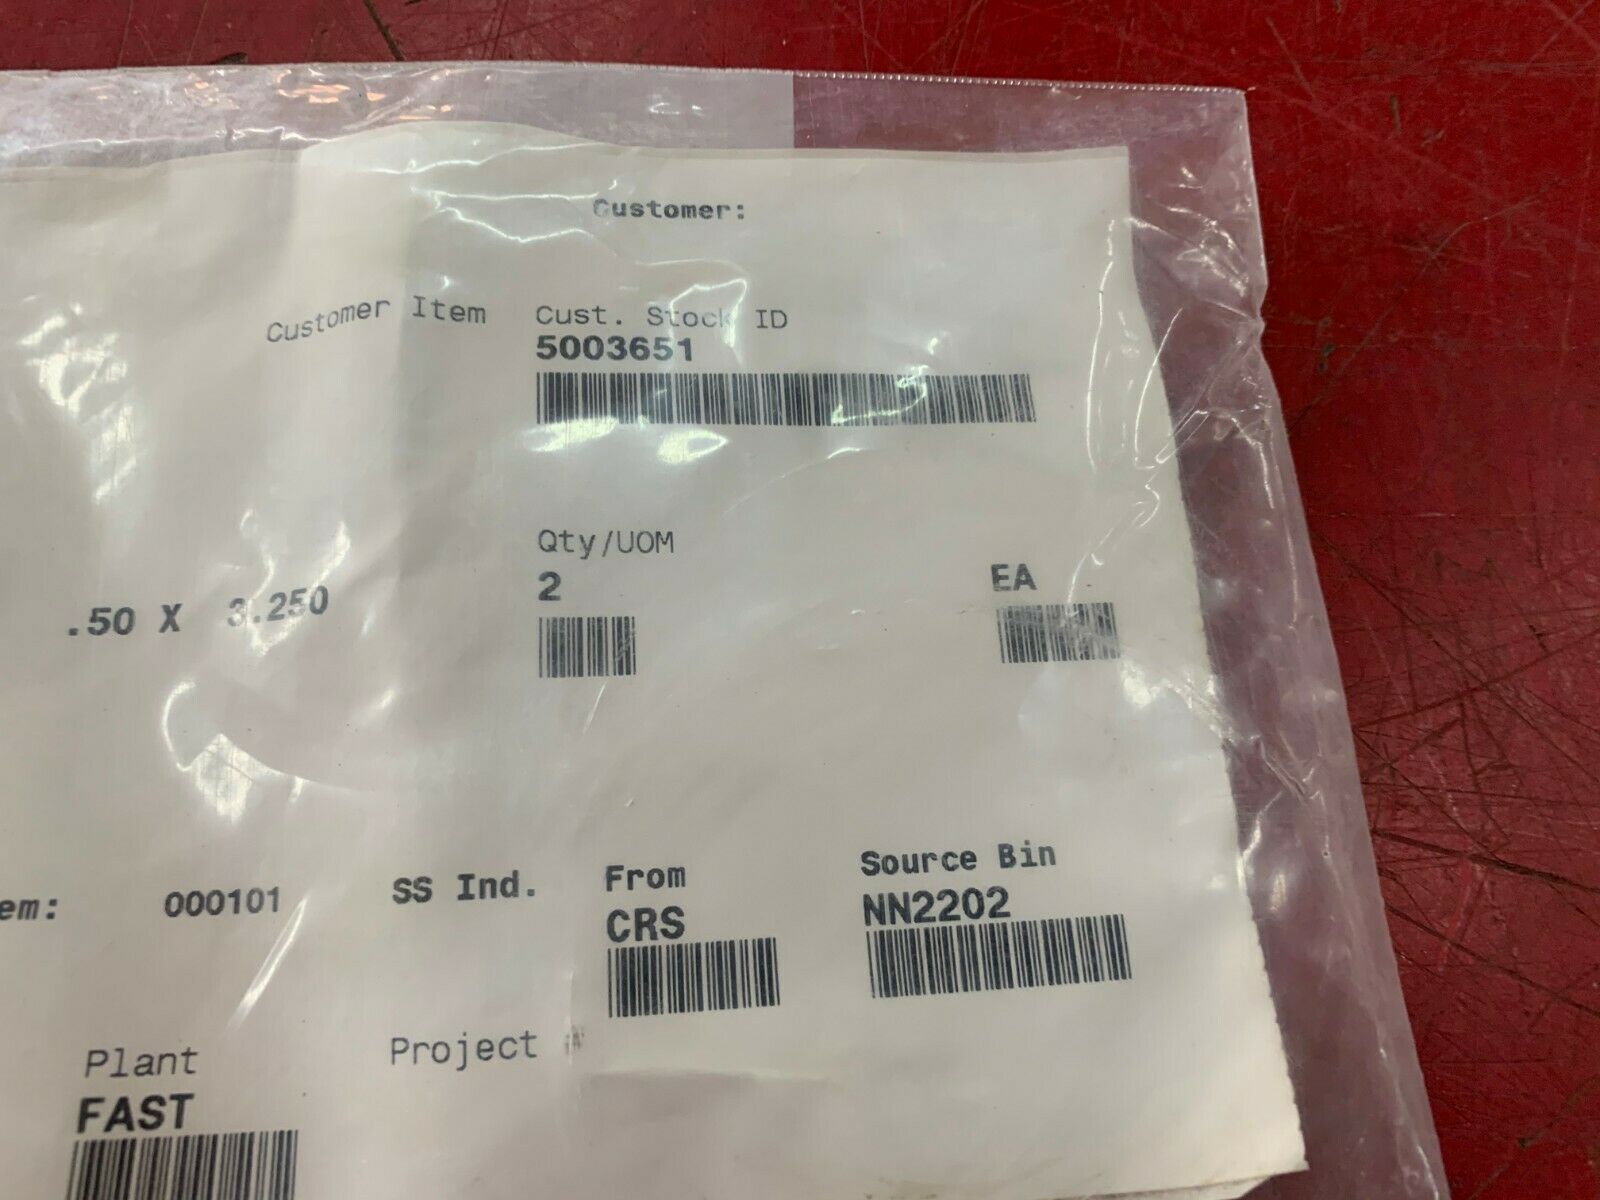 Customer:
Customer Item Cust. Stock ID
5003651
Qty/UOM
2 EA
.50 X 3.250
em: 000101 SS Ind. From Source Bin
CRS NN2202
Plant Project
FAST